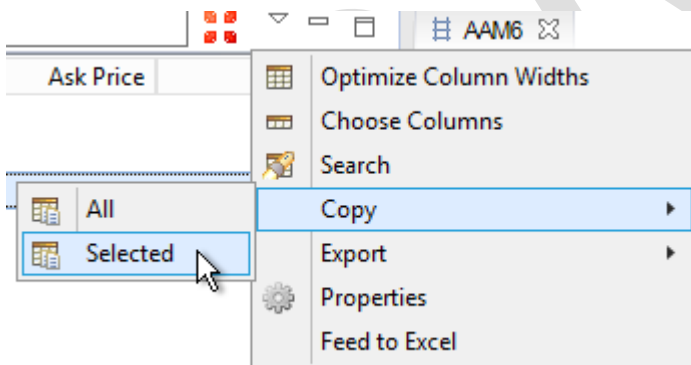 AAM6
Ask Price
Optimize Column Widths
Choose Columns
Search
Copy
All
Selected
Export
Properties
Feed to Excel